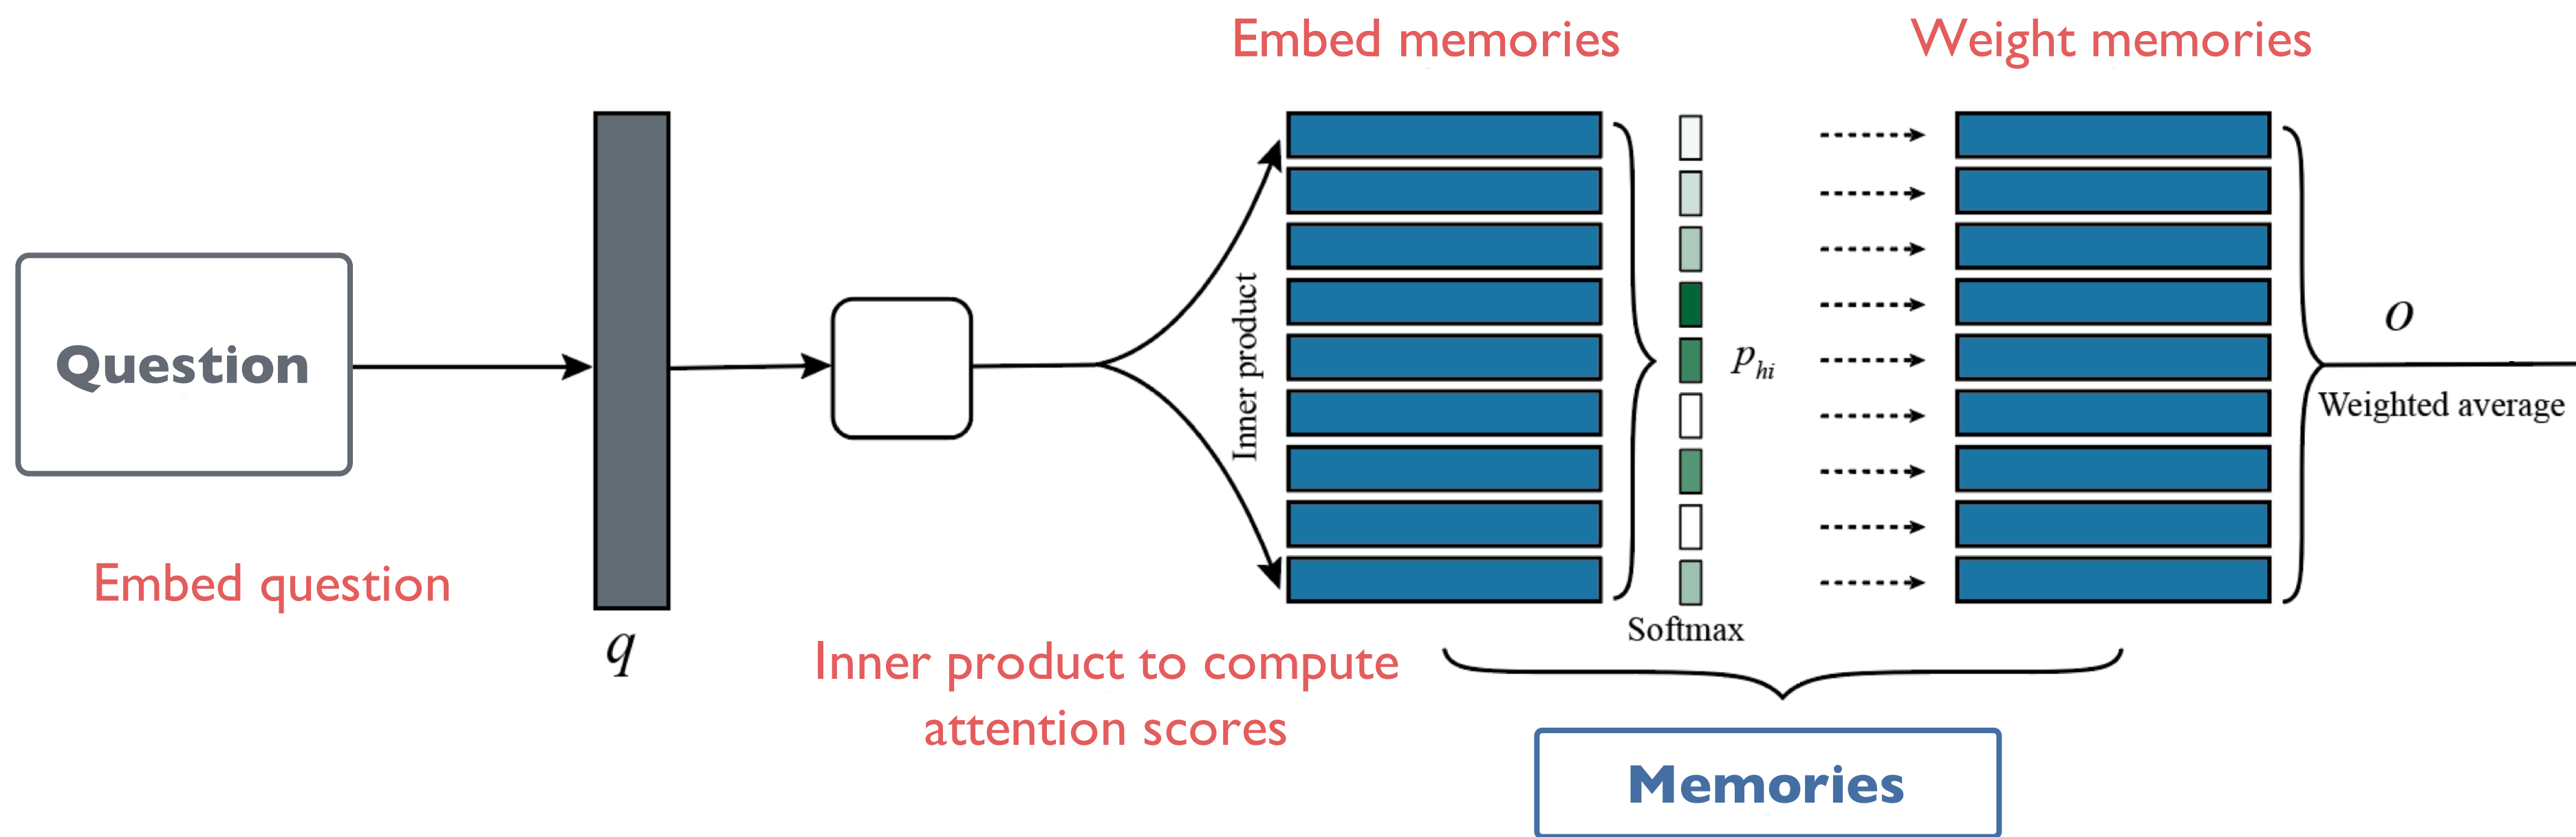 Embed memories
Weight memories
Question
Embed question
q
Inner product
Inner product to compute
attention scores
p_hi
Softmax
O
Weighted average
Memories